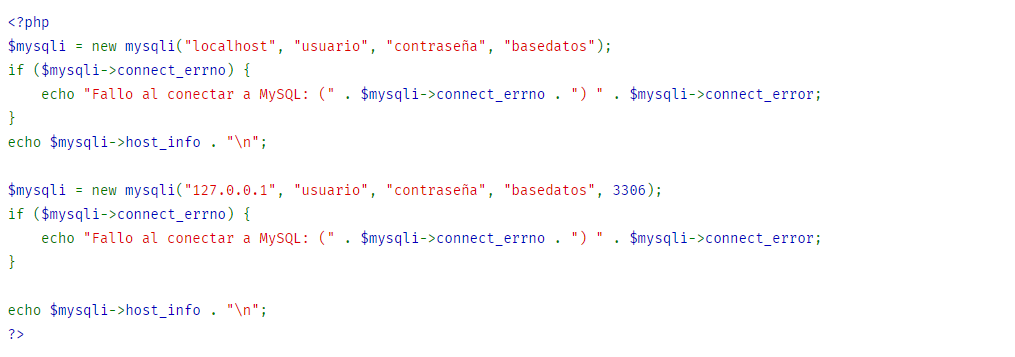 <?php
$mysqli = new mysqli("localhost", "usuario", "contraseña", "basedatos");
if ($mysqli->connect_errno) {
    echo "Fallo al conectar a MySQL: (" . $mysqli->connect_errno . ") " . $mysqli->connect_error;
}
echo $mysqli->host_info . "\n";

$mysqli = new mysqli("127.0.0.1", "usuario", "contraseña", "basedatos", 3306);
if ($mysqli->connect_errno) {
    echo "Fallo al conectar a MySQL: (" . $mysqli->connect_errno . ") " . $mysqli->connect_error;
}

echo $mysqli->host_info . "\n";
?>